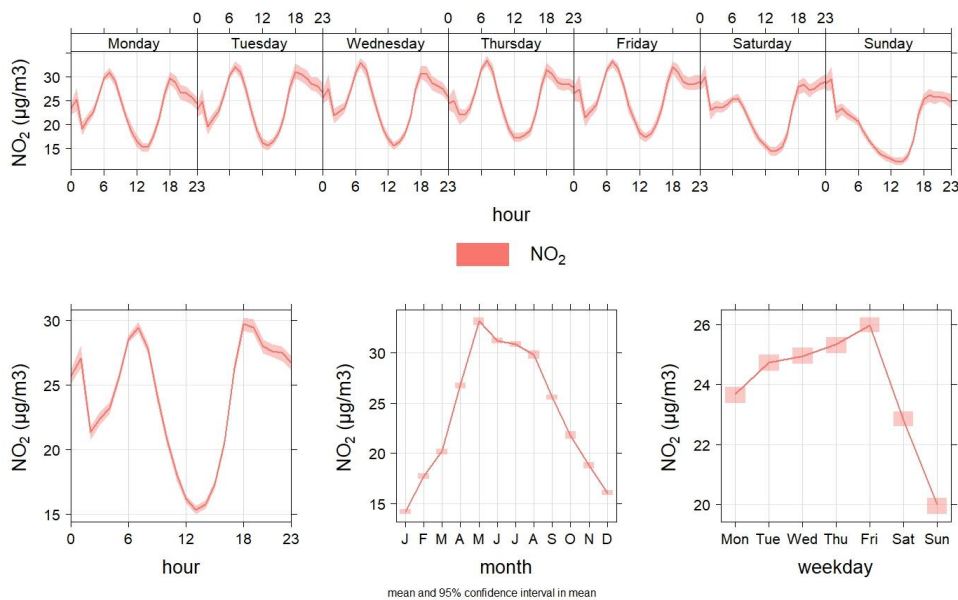 0 6 12 18 23 0 6 12 18 23 0 6 12 18 23
Monday Tuesday Wednesday Thursday Friday Saturday Sunday
NO₂ (µg/m3)
30
25
20
15
0 6 12 18 23 0 6 12 18 23 0 6 12 18 23 0 6 12 18 23
hour
NO₂
NO₂ (µg/m3)
30
25
20
15
0 6 12 18 23
hour
NO₂ (µg/m3)
30
25
20
15
J F M A M J J A S O N D
month
NO₂ (µg/m3)
26
24
22
20
Mon Tue Wed Thu Fri Sat Sun
weekday
mean and 95% confidence interval in mean